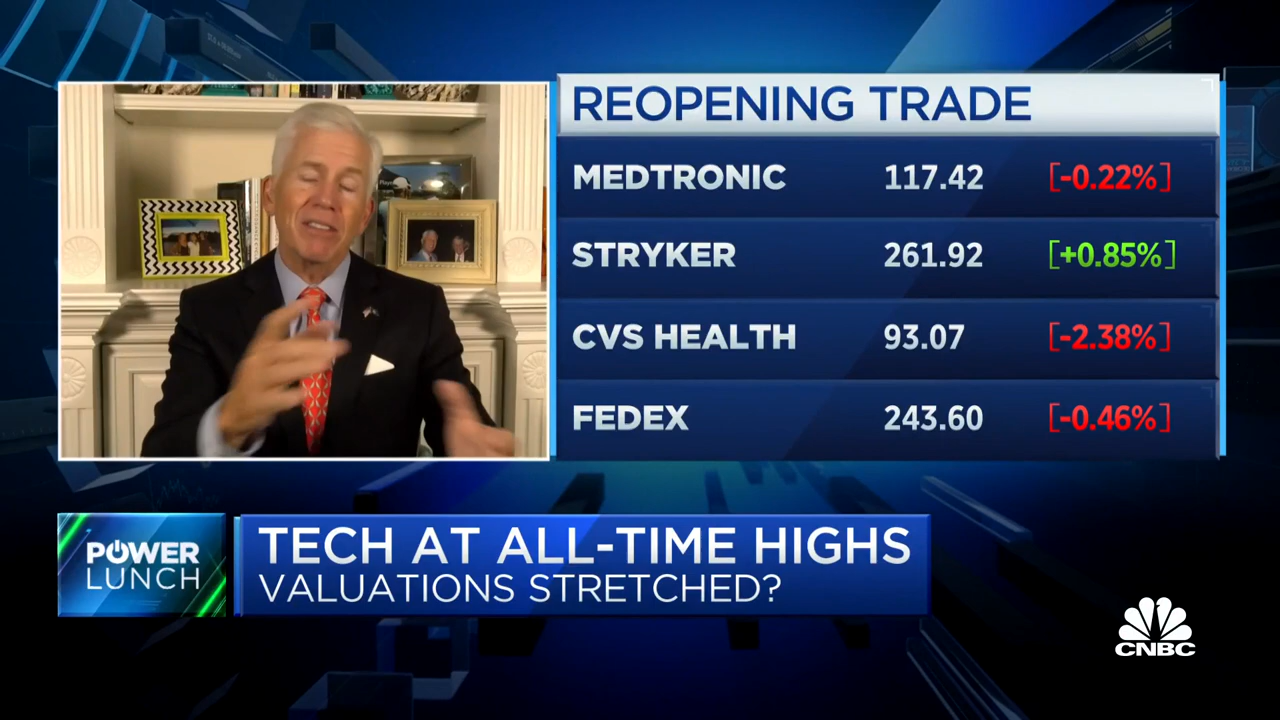 REOPENING TRADE
MEDTRONIC 117.42 [-0.22%]
STRYKER 261.92 [+0.85%]
CVS HEALTH 93.07 [-2.38%]
FEDEX 243.60 [-0.46%]
POWER
LUNCH
TECH AT ALL-TIME HIGHS
VALUATIONS STRETCHED?
CNBC